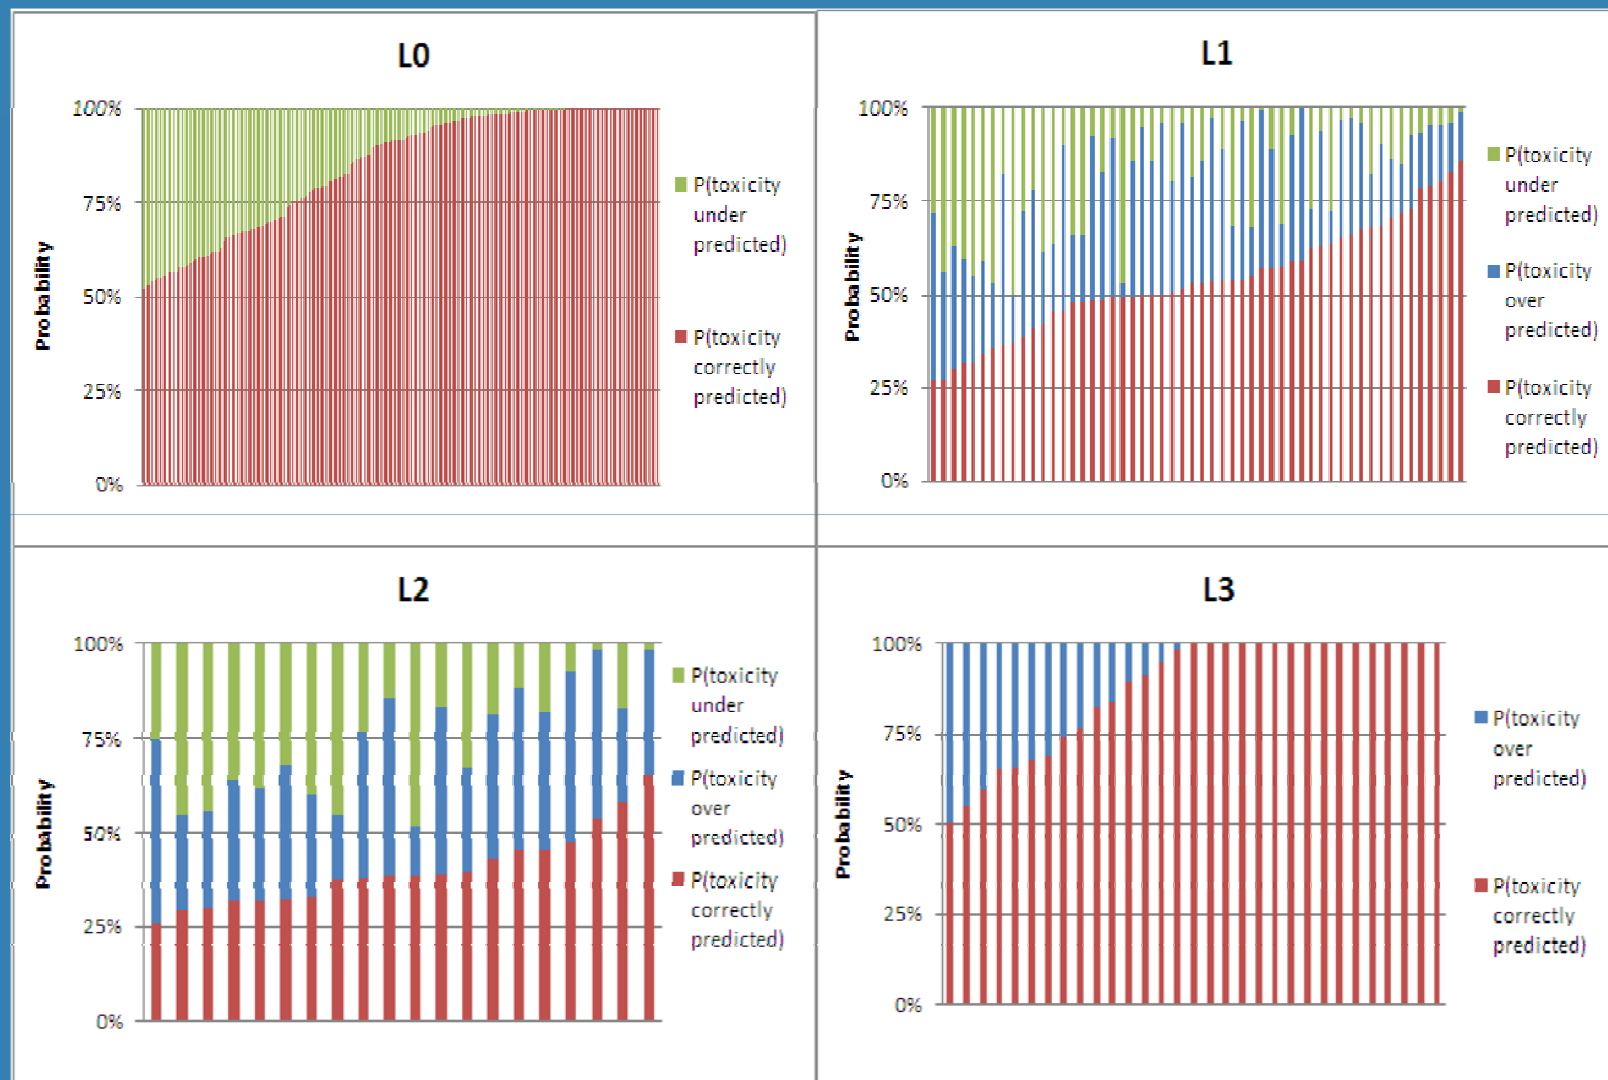 L0
100%
75%
50%
25%
0%
Probability
P(toxicity
under
predicted)
P(toxicity
correctly
predicted)
L1
100%
75%
50%
25%
0%
Probability
P(toxicity
under
predicted)
P(toxicity
over
predicted)
P(toxicity
correctly
predicted)
L2
100%
75%
50%
25%
0%
Probability
P(toxicity
under
predicted)
P(toxicity
over
predicted)
P(toxicity
correctly
predicted)
L3
100%
75%
50%
25%
0%
Probability
P(toxicity
over
predicted)
P(toxicity
correctly
predicted)